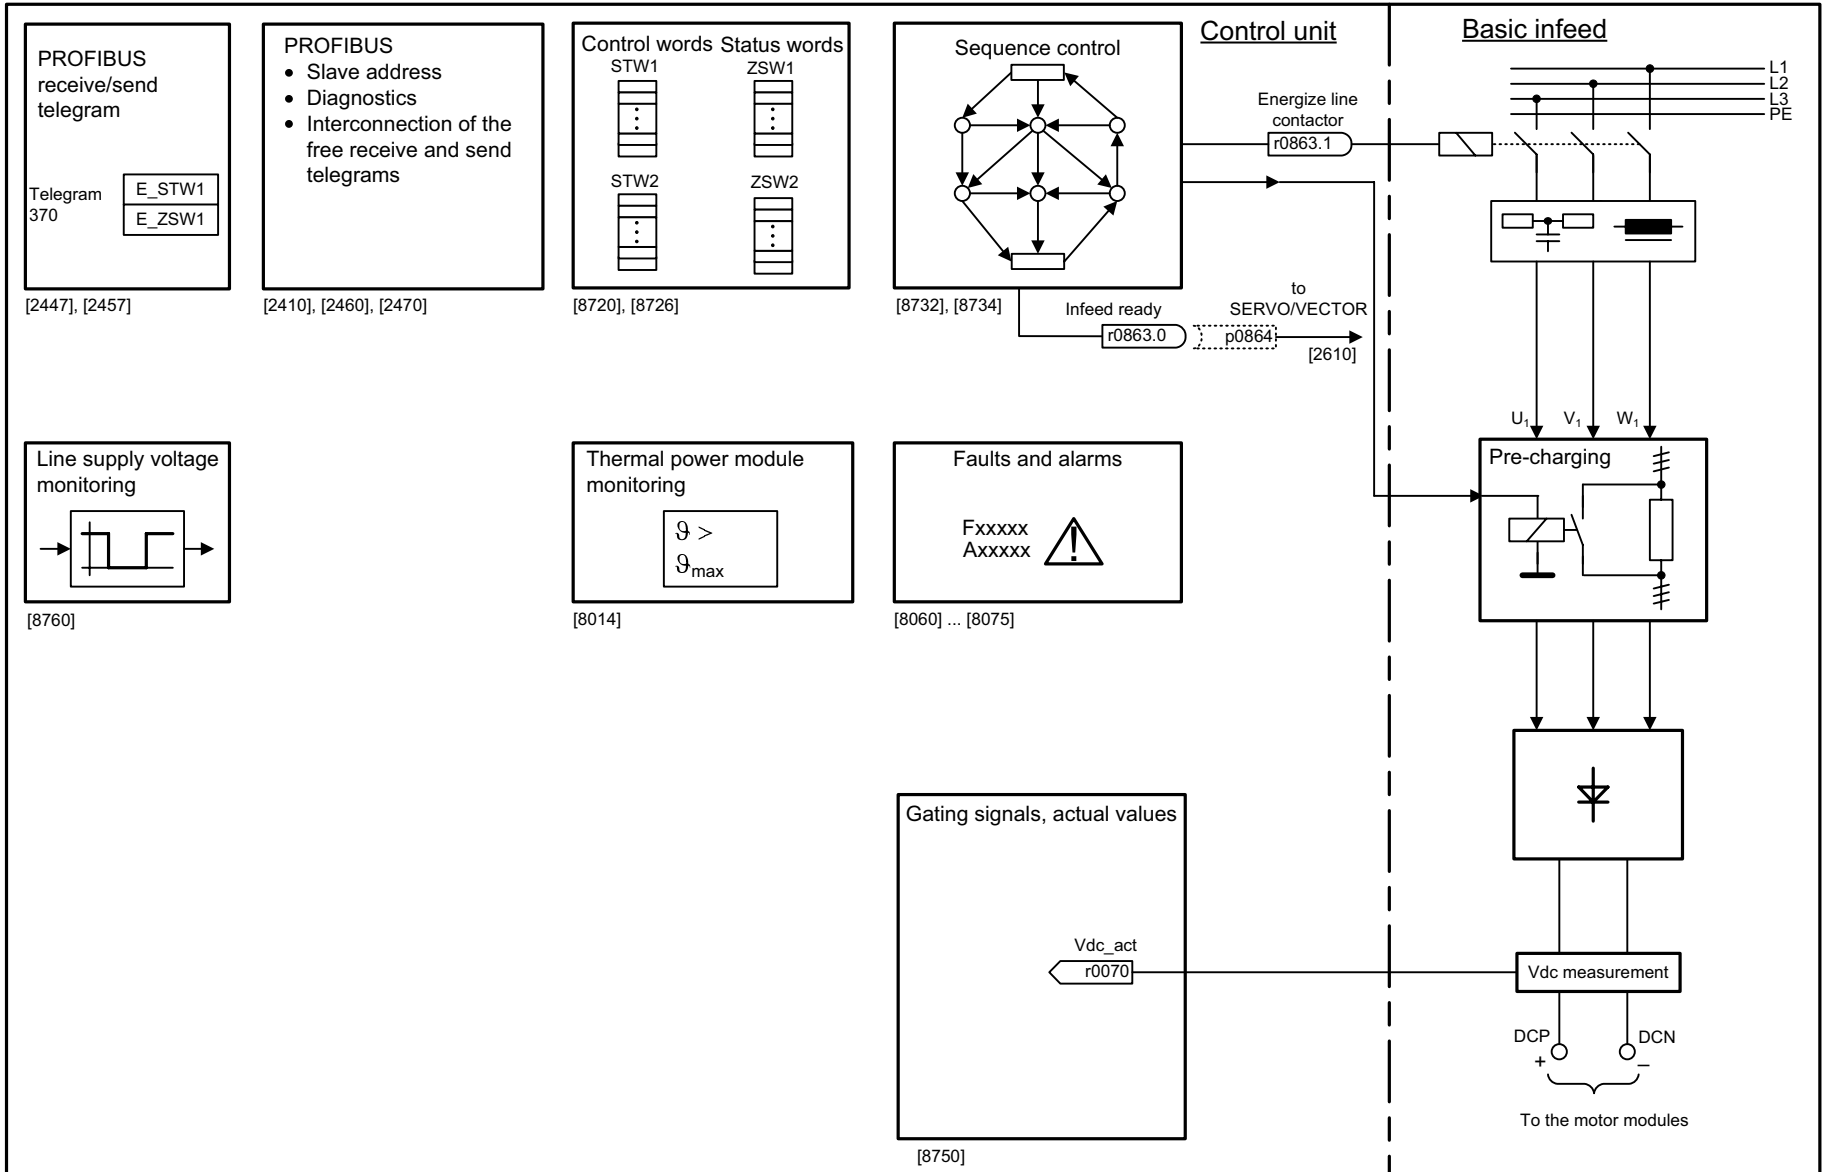 Control unit
Basic infeed
PROFIBUS
receive/send
telegram
Telegram
370
E_STW1
E_ZSW1
[2447], [2457]
PROFIBUS
• Slave address
• Diagnostics
• Interconnection of the
free receive and send
telegrams
[2410], [2460], [2470]
Control words Status words
STW1 ZSW1
STW2 ZSW2
[8720], [8726]
Sequence control
[8732], [8734]
Energize line
contactor
r0863.1
Infeed ready
r0863.0
to
SERVO/VECTOR
p0864
[2610]
L1
L2
L3
PE
U1 V1 W1
Line supply voltage
monitoring
[8760]
Thermal power module
monitoring
ϑ >
ϑmax
[8014]
Faults and alarms
Fxxxxx
Axxxxx
!
[8060] ... [8075]
Pre-charging
Gating signals, actual values
Vdc_act
r0070
[8750]
Vdc measurement
DCP DCN
+ −
To the motor modules